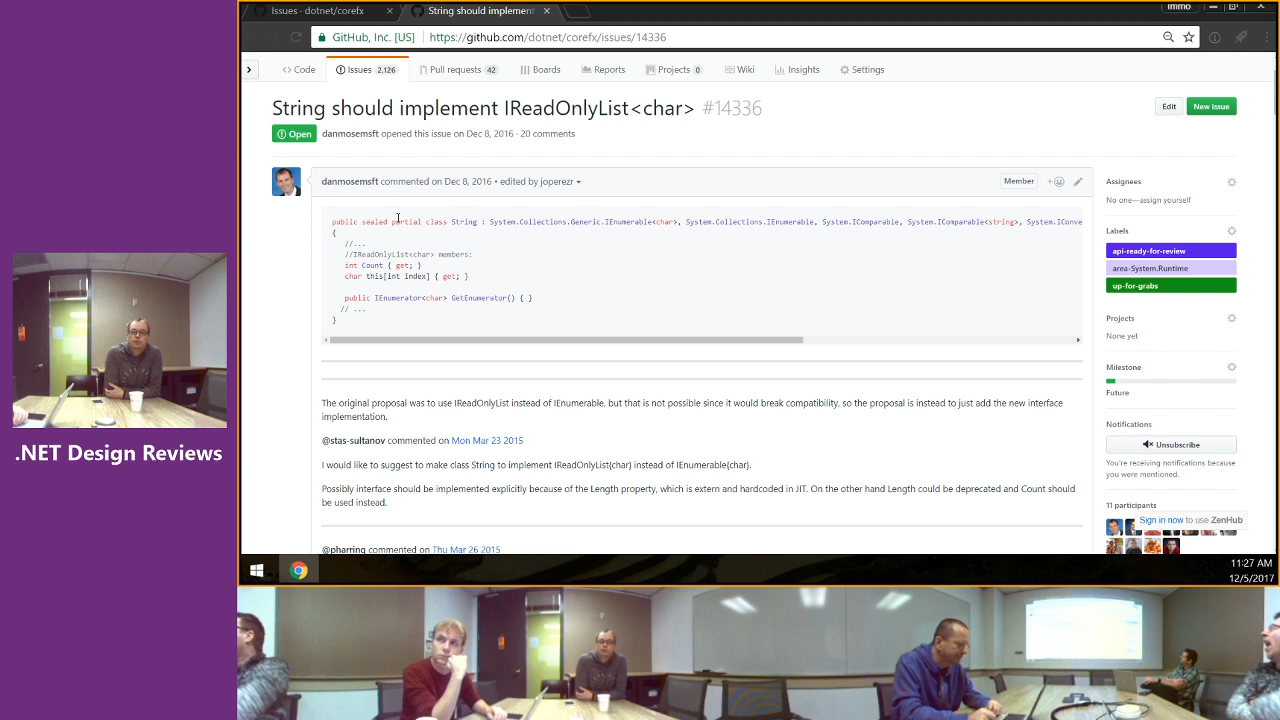 Issues - dotnet/corefx
String should implement
Immo
GitHub, Inc. [US]
https://github.com/dotnet/corefx/issues/14336
Code
Issues 2,126
Pull requests 42
Boards
Reports
Projects 0
Wiki
Insights
Settings
String should implement IReadOnlyList<char> #14336
Edit
New issue
Open
danmosemsft opened this issue on Dec 8, 2016 · 20 comments
danmosemsft commented on Dec 8, 2016 • edited by joperezr
Member
public sealed partial class String : System.Collections.Generic.IEnumerable<char>, System.Collections.IEnumerable, System.IComparable, System.IComparable<string>, System.IConve
{
//...
//IReadOnlyList<char> members:
int Count { get; }
char this[int index] { get; }
public IEnumerator<char> GetEnumerator() { }
// ...
}
The original proposal was to use IReadOnlyList instead of IEnumerable, but that is not possible since it would break compatibility, so the proposal is instead to just add the new interface
implementation.
@stas-sultanov commented on Mon Mar 23 2015
I would like to suggest to make class String to implement IReadOnlyList{char} instead of IEnumerable{char}.
Possibly interface should be implemented explicitly because of the Length property, which is extern and hardcoded in JIT. On the other hand Length could be deprecated and Count should
be used instead.
@pharring commented on Thu Mar 26 2015
Assignees
No one—assign yourself
Labels
api-ready-for-review
area-System.Runtime
up-for-grabs
Projects
None yet
Milestone
Future
Notifications
Unsubscribe
You're receiving notifications because
you were mentioned.
11 participants
Sign in now to use ZenHub
11:27 AM
12/5/2017
.NET Design Reviews